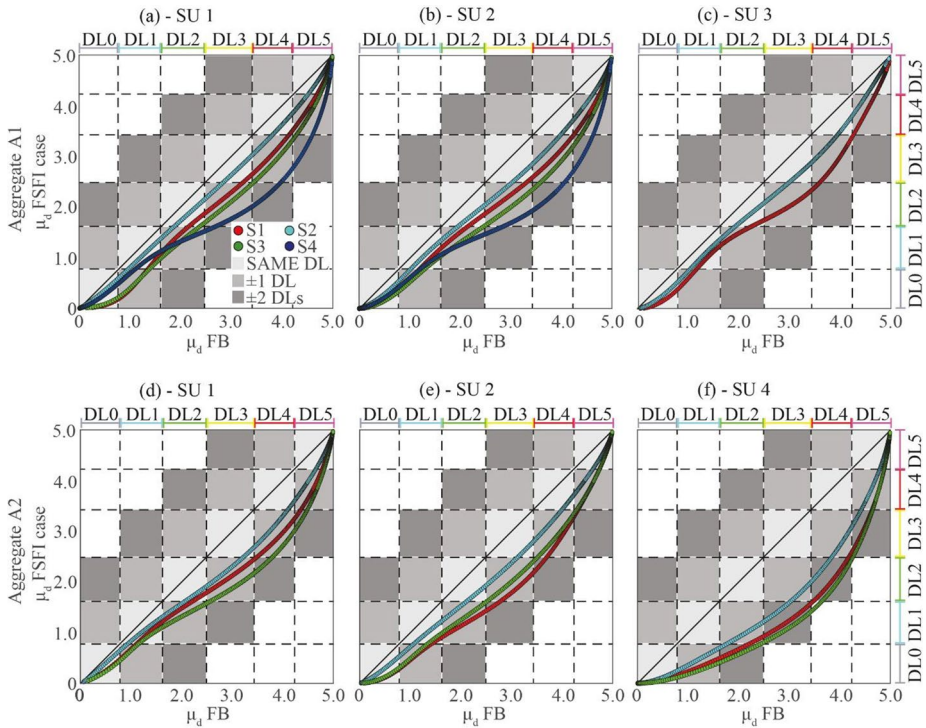 (a) - SU 1
(b) - SU 2
(c) - SU 3
DL0 DL1 DL2 DL3 DL4 DL5
DL0 DL1 DL2 DL3 DL4 DL5
DL0 DL1 DL2 DL3 DL4 DL5
Aggregate A1
μd FSFI case
5.0
4.0
3.0
2.0
1.0
0
S1 S2
S3 S4
SAME DL
±1 DL
±2 DLs
DL5
DL4
DL3
DL2
DL1
DL0
0 1.0 2.0 3.0 4.0 5.0
0 1.0 2.0 3.0 4.0 5.0
0 1.0 2.0 3.0 4.0 5.0
μd FB
μd FB
μd FB
(d) - SU 1
(e) - SU 2
(f) - SU 4
DL0 DL1 DL2 DL3 DL4 DL5
DL0 DL1 DL2 DL3 DL4 DL5
DL0 DL1 DL2 DL3 DL4 DL5
Aggregate A2
μd FSFI case
5.0
4.0
3.0
2.0
1.0
0
DL5
DL4
DL3
DL2
DL1
DL0
0 1.0 2.0 3.0 4.0 5.0
0 1.0 2.0 3.0 4.0 5.0
0 1.0 2.0 3.0 4.0 5.0
μd FB
μd FB
μd FB